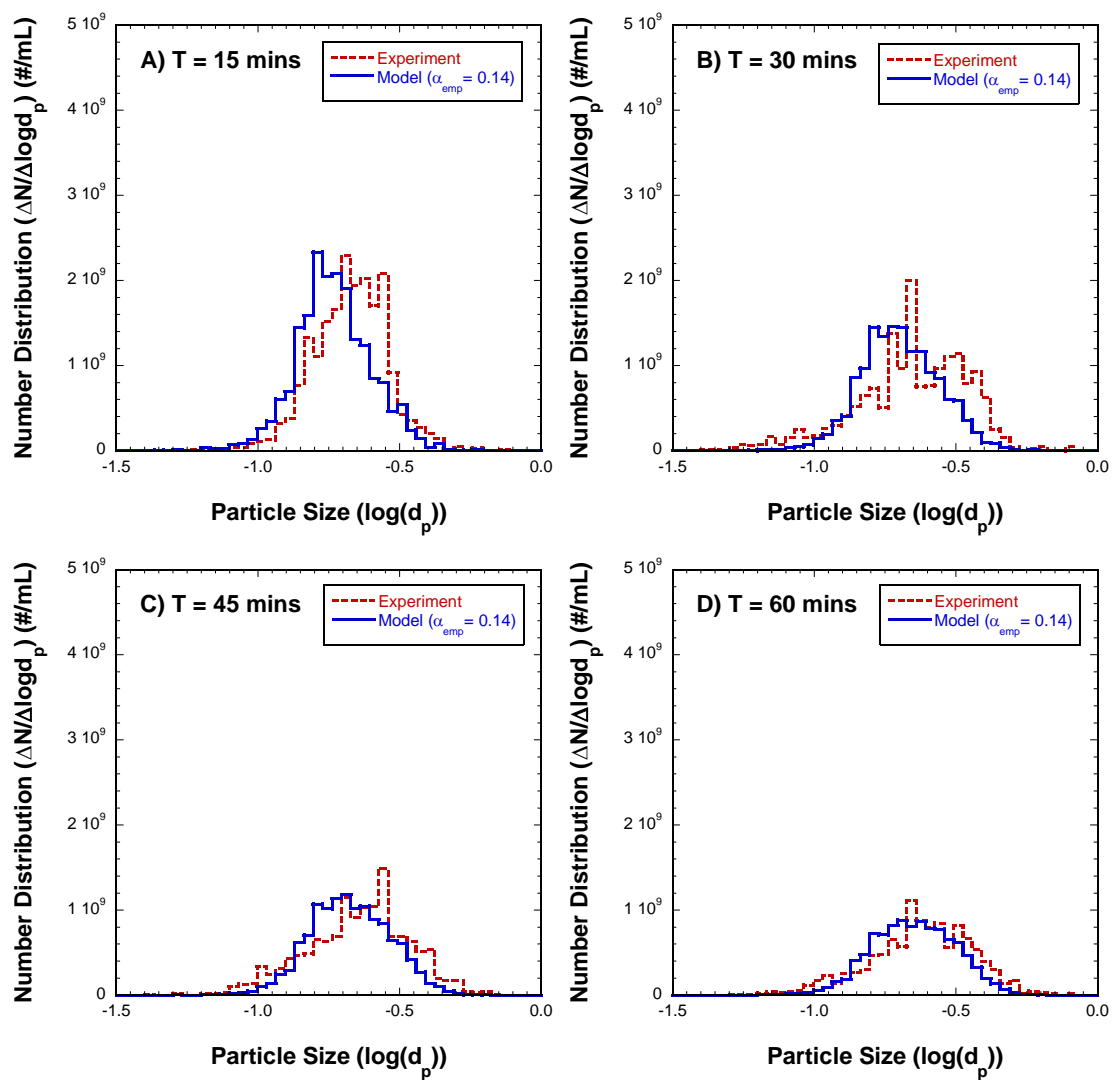 A) T = 15 mins
Experiment
Model (α_emp = 0.14)
Number Distribution (ΔN/Δlogd_p) (#/mL)
5 10⁹
4 10⁹
3 10⁹
2 10⁹
1 10⁹
0
-1.5
-1.0
-0.5
0.0
Particle Size (log(d_p))
B) T = 30 mins
Experiment
Model (α_emp = 0.14)
Number Distribution (ΔN/Δlogd_p) (#/mL)
5 10⁹
4 10⁹
3 10⁹
2 10⁹
1 10⁹
0
-1.5
-1.0
-0.5
0.0
Particle Size (log(d_p))
C) T = 45 mins
Experiment
Model (α_emp = 0.14)
Number Distribution (ΔN/Δlogd_p) (#/mL)
5 10⁹
4 10⁹
3 10⁹
2 10⁹
1 10⁹
0
-1.5
-1.0
-0.5
0.0
Particle Size (log(d_p))
D) T = 60 mins
Experiment
Model (α_emp = 0.14)
Number Distribution (ΔN/Δlogd_p) (#/mL)
5 10⁹
4 10⁹
3 10⁹
2 10⁹
1 10⁹
0
-1.5
-1.0
-0.5
0.0
Particle Size (log(d_p))